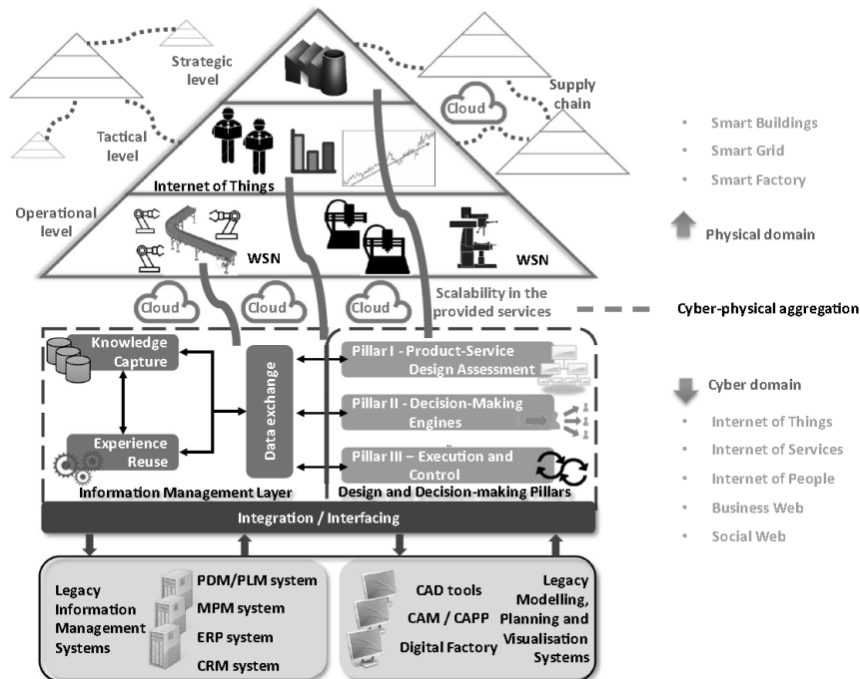 Strategic
level
Cloud
Supply
chain
Tactical
level
Internet of Things
Operational
level
WSN
WSN
Cloud
Cloud
Cloud
Scalability in the
provided services
Knowledge
Capture
Experience
Reuse
Data exchange
Information Management Layer
Pillar I - Product-Service
Design Assessment
Pillar II - Decision-Making
Engines
Pillar III – Execution and
Control
Design and Decision-making Pillars
Integration / Interfacing
Legacy
Information
Management
Systems
PDM/PLM system
MPM system
ERP system
CRM system
CAD tools
CAM / CAPP
Digital Factory
Legacy
Modelling,
Planning and
Visualisation
Systems
• Smart Buildings
• Smart Grid
• Smart Factory
Physical domain
Cyber-physical aggregation
Cyber domain
• Internet of Things
• Internet of Services
• Internet of People
• Business Web
• Social Web